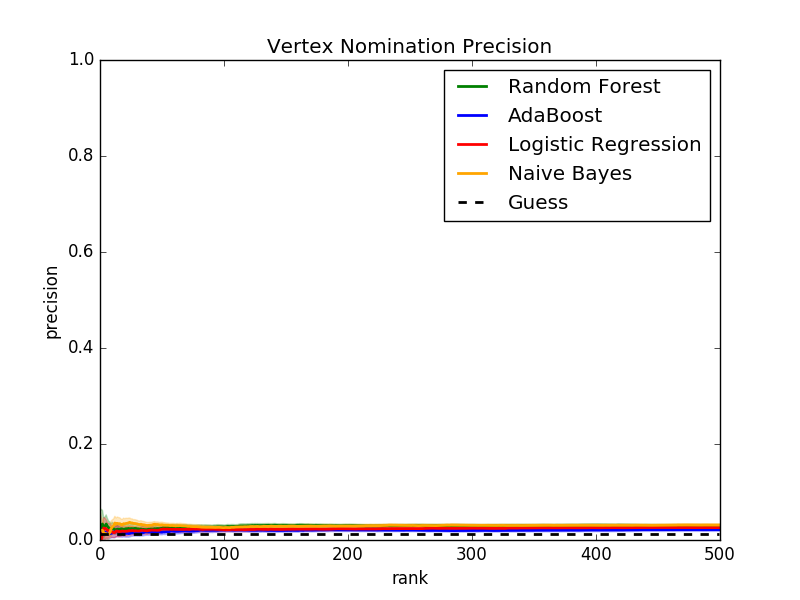 Vertex Nomination Precision
1.0
0.8
0.6
0.4
0.2
0.0
precision
Random Forest
AdaBoost
Logistic Regression
Naive Bayes
Guess
0 100 200 300 400 500
rank